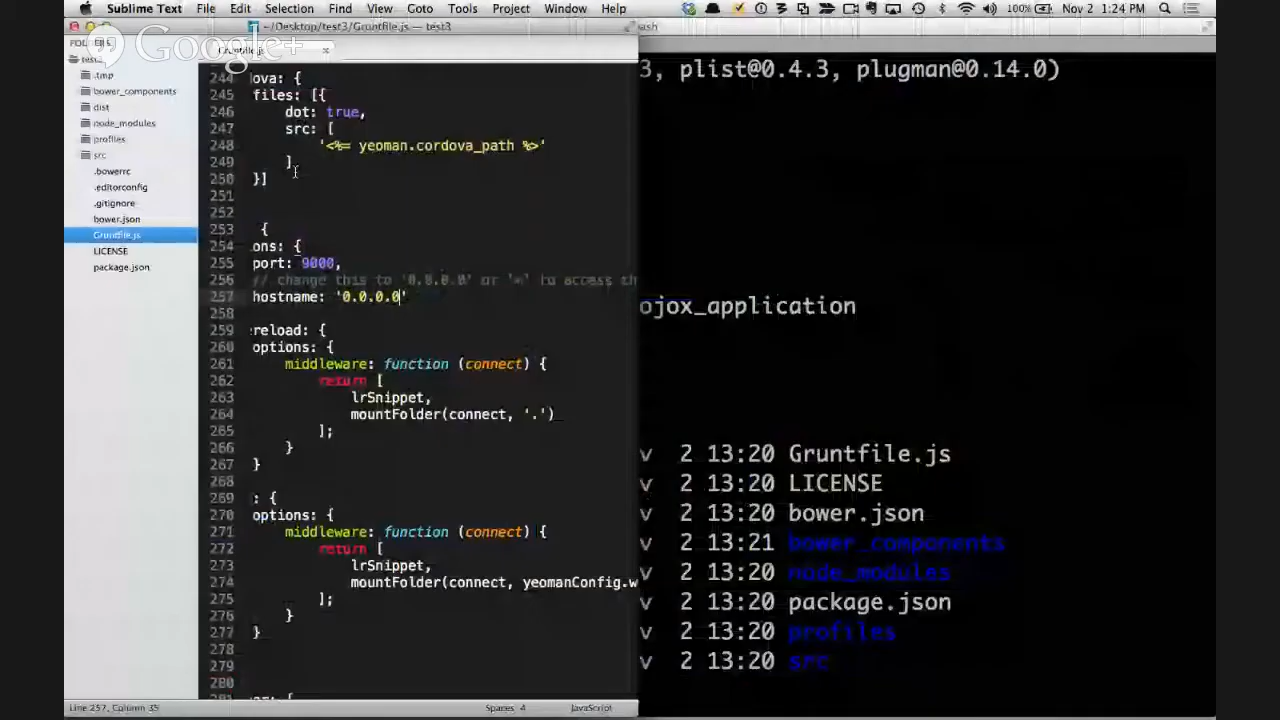 Sublime Text File Edit Selection Find View Goto Tools Project Window Help 100% Nov 2 1:24 PM
~/Desktop/test3/Gruntfile.js — test3
Google+
.tmp
bower_components
dist
node_modules
profiles
src
.bowerrc
.editorconfig
.gitignore
bower.json
Gruntfile.js
LICENSE
package.json
244 ova: {
245 files: [{
246 dot: true,
247 src: [
248 '<%= yeoman.cordova_path %>'
249 ]
250 }]
251
252
253 {
254 ons: {
255 port: 9000,
256 // change this to '0.0.0.0' or '*' to access th
257 hostname: '0.0.0.0'
258
259 reload: {
260 options: {
261 middleware: function (connect) {
262 return [
263 lrSnippet,
264 mountFolder(connect, '.')
265 ];
266 }
267 }
268
269 : {
270 options: {
271 middleware: function (connect) {
272 return [
273 lrSnippet,
274 mountFolder(connect, yeomanConfig.w
275 ];
276 }
277 }
278
279
280
Line 257, Column 35 Spaces: 4 JavaScript
3, plist@0.4.3, plugman@0.14.0)
ojox_application
v 2 13:20 Gruntfile.js
v 2 13:20 LICENSE
v 2 13:20 bower.json
v 2 13:21 bower_components
v 2 13:20 node_modules
v 2 13:20 package.json
v 2 13:20 profiles
v 2 13:20 src